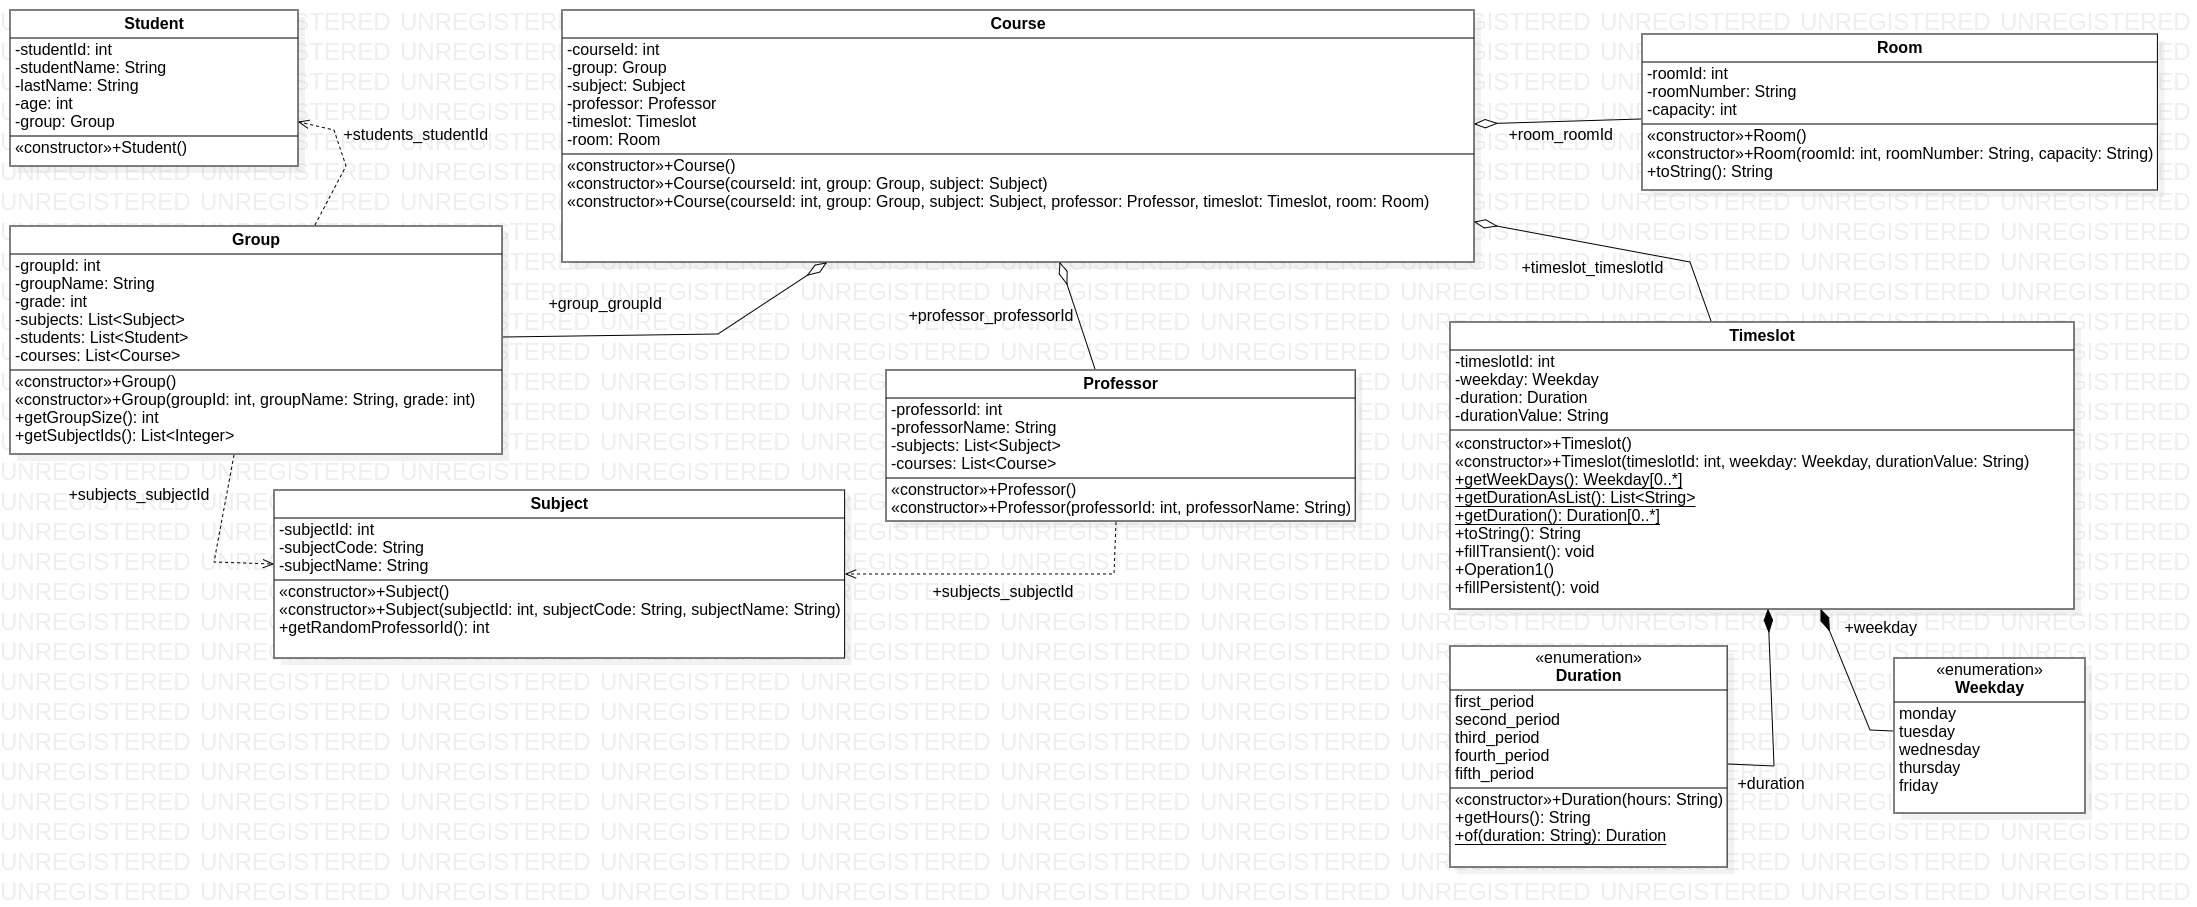 Student
-studentId: int
-studentName: String
-lastName: String
-age: int
-group: Group
«constructor»+Student()
+students_studentId
Group
-groupId: int
-groupName: String
-grade: int
-subjects: List<Subject>
-students: List<Student>
-courses: List<Course>
«constructor»+Group()
«constructor»+Group(groupId: int, groupName: String, grade: int)
+getGroupSize(): int
+getSubjectIds(): List<Integer>
+subjects_subjectId
Course
-courseId: int
-group: Group
-subject: Subject
-professor: Professor
-timeslot: Timeslot
-room: Room
«constructor»+Course()
«constructor»+Course(courseId: int, group: Group, subject: Subject)
«constructor»+Course(courseId: int, group: Group, subject: Subject, professor: Professor, timeslot: Timeslot, room: Room)
+group_groupId
+professor_professorId
+room_roomId
+timeslot_timeslotId
Room
-roomId: int
-roomNumber: String
-capacity: int
«constructor»+Room()
«constructor»+Room(roomId: int, roomNumber: String, capacity: String)
+toString(): String
Professor
-professorId: int
-professorName: String
-subjects: List<Subject>
-courses: List<Course>
«constructor»+Professor()
«constructor»+Professor(professorId: int, professorName: String)
+subjects_subjectId
Subject
-subjectId: int
-subjectCode: String
-subjectName: String
«constructor»+Subject()
«constructor»+Subject(subjectId: int, subjectCode: String, subjectName: String)
+getRandomProfessorId(): int
Timeslot
-timeslotId: int
-weekday: Weekday
-duration: Duration
-durationValue: String
«constructor»+Timeslot()
«constructor»+Timeslot(timeslotId: int, weekday: Weekday, durationValue: String)
+getWeekDays(): Weekday[0..*]
+getDurationAsList(): List<String>
+getDuration(): Duration[0..*]
+toString(): String
+fillTransient(): void
+Operation1()
+fillPersistent(): void
+weekday
+duration
«enumeration»
Duration
first_period
second_period
third_period
fourth_period
fifth_period
«constructor»+Duration(hours: String)
+getHours(): String
+of(duration: String): Duration
«enumeration»
Weekday
monday
tuesday
wednesday
thursday
friday
UNREGISTERED